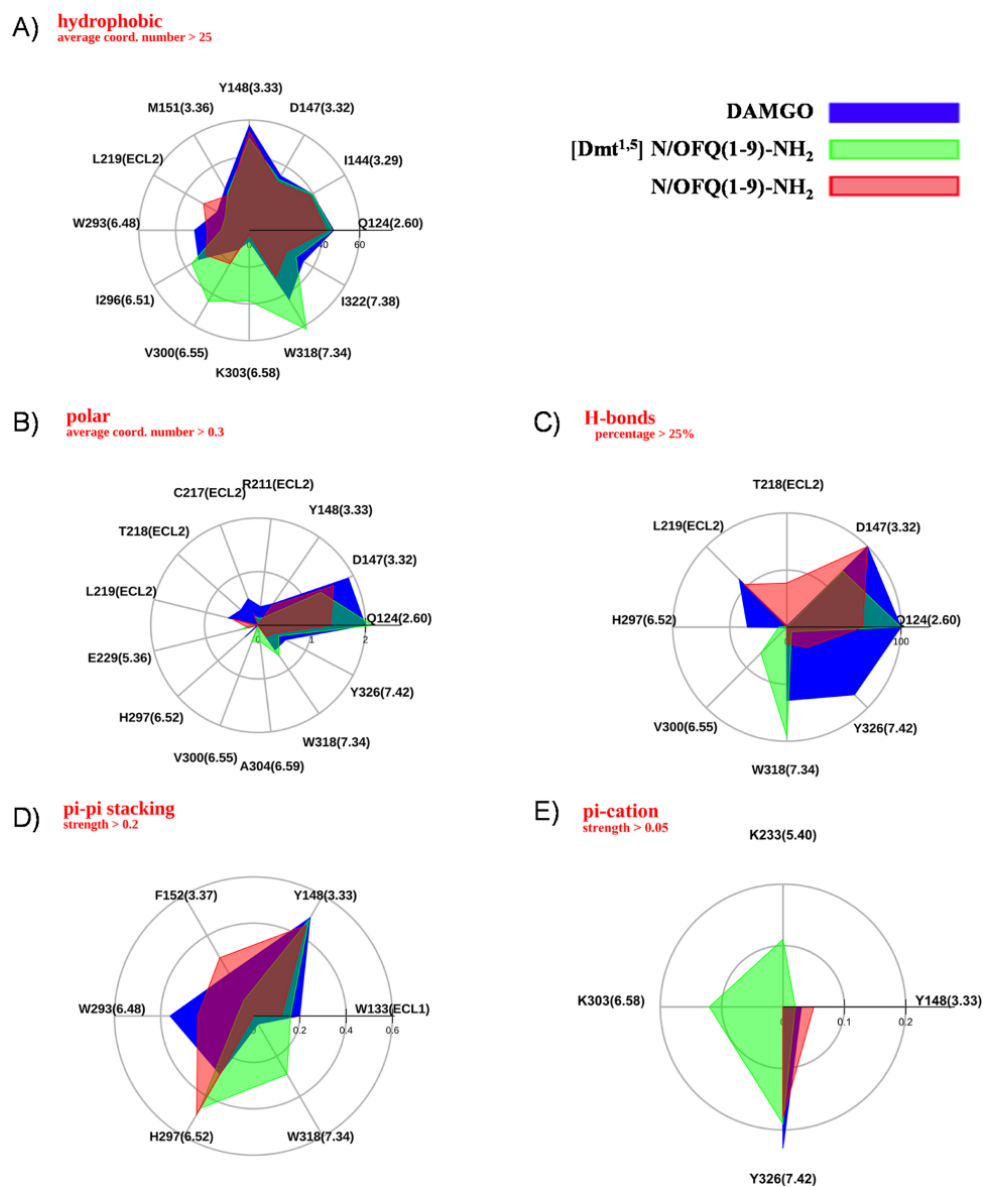 A) hydrophobic
average coord. number > 25
Y148(3.33)
M151(3.36)
D147(3.32)
L219(ECL2)
I144(3.29)
W293(6.48)
Q124(2.60)
0
40
60
I296(6.51)
I322(7.38)
V300(6.55)
W318(7.34)
K303(6.58)
DAMGO
[Dmt1,5] N/OFQ(1-9)-NH2
N/OFQ(1-9)-NH2
B) polar
average coord. number > 0.3
C217(ECL2)
R211(ECL2)
T218(ECL2)
Y148(3.33)
D147(3.32)
L219(ECL2)
Q124(2.60)
0
1
2
E229(5.36)
Y326(7.42)
H297(6.52)
W318(7.34)
V300(6.55)
A304(6.59)
C) H-bonds
percentage > 25%
T218(ECL2)
L219(ECL2)
D147(3.32)
H297(6.52)
Q124(2.60)
100
V300(6.55)
Y326(7.42)
W318(7.34)
D) pi-pi stacking
strength > 0.2
F152(3.37)
Y148(3.33)
W293(6.48)
W133(ECL1)
0
0.2
0.4
0.6
H297(6.52)
W318(7.34)
E) pi-cation
strength > 0.05
K233(5.40)
K303(6.58)
Y148(3.33)
0
0.1
0.2
Y326(7.42)